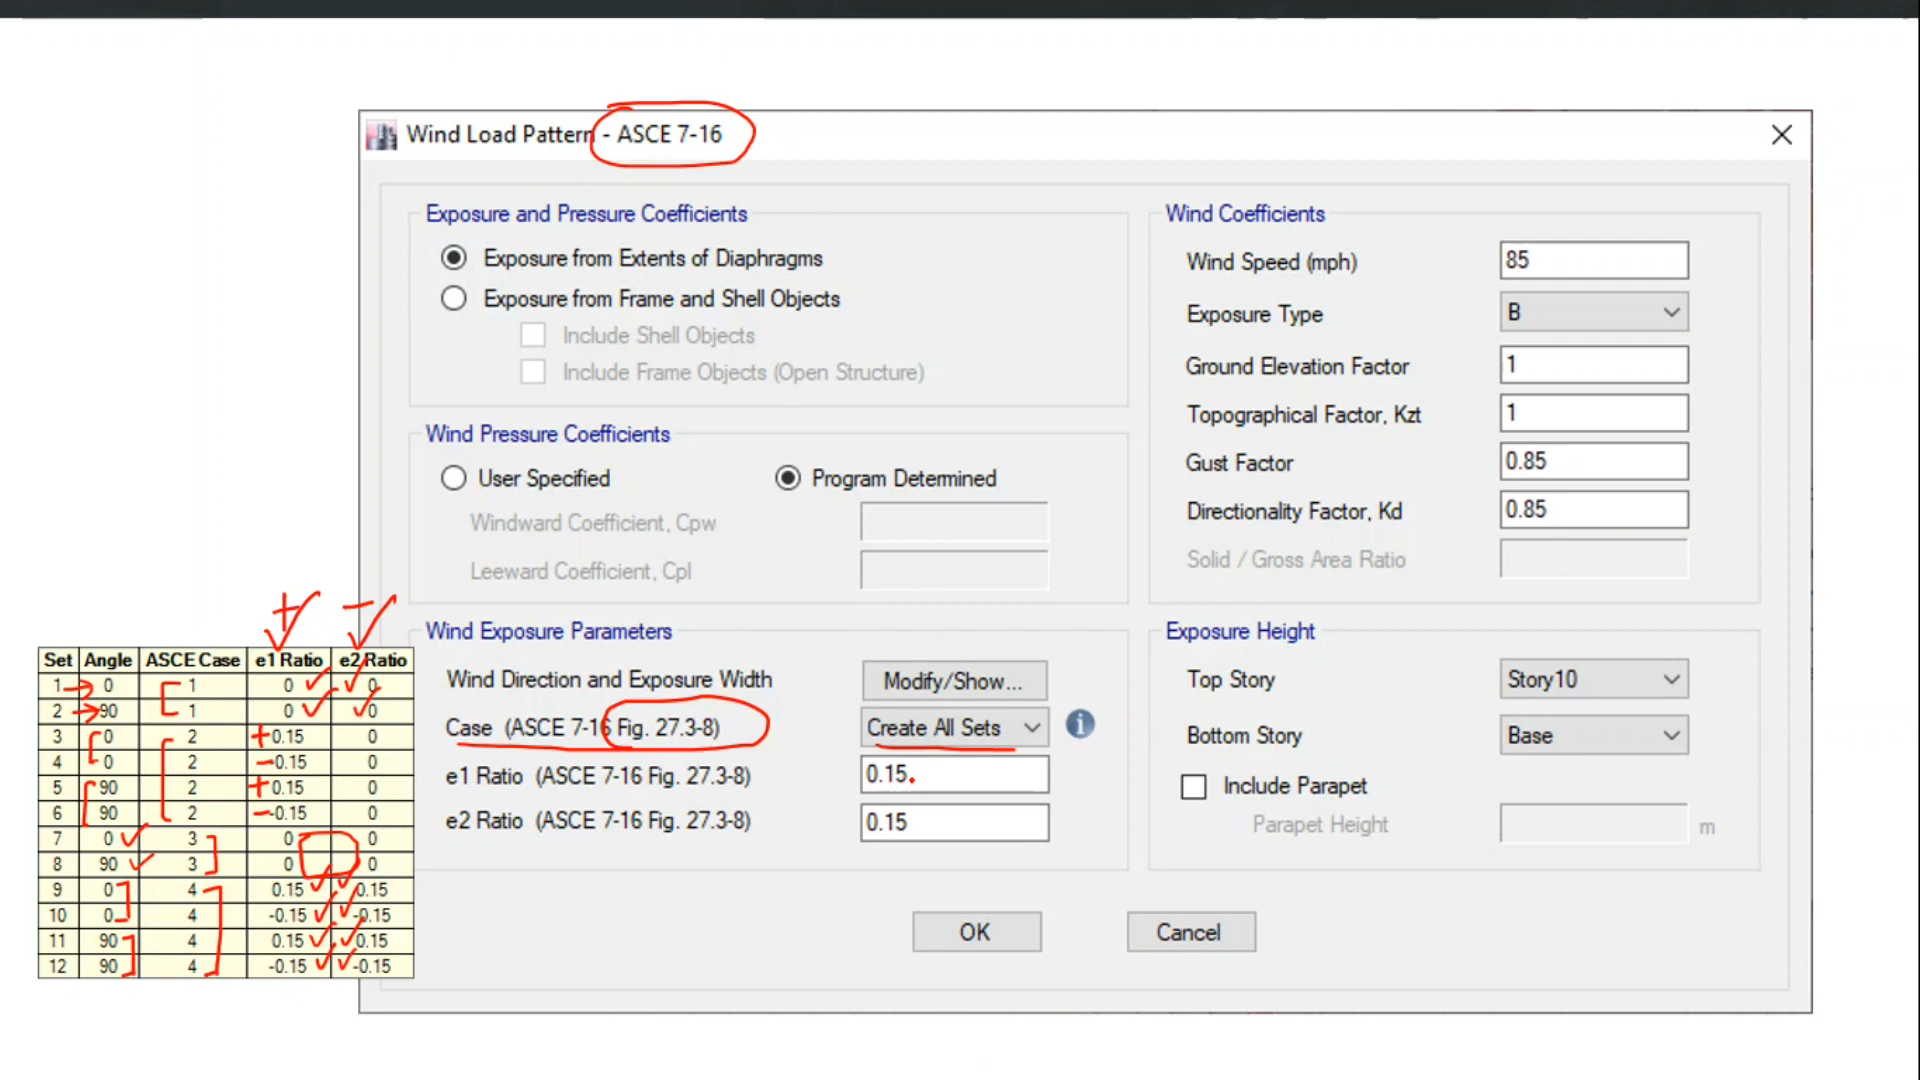 Wind Load Pattern - ASCE 7-16
Exposure and Pressure Coefficients
Exposure from Extents of Diaphragms
Exposure from Frame and Shell Objects
Include Shell Objects
Include Frame Objects (Open Structure)
Wind Pressure Coefficients
User Specified Program Determined
Windward Coefficient, Cpw
Leeward Coefficient, Cpl
Wind Exposure Parameters
Wind Direction and Exposure Width Modify/Show...
Case (ASCE 7-16 Fig. 27.3-8) Create All Sets i
e1 Ratio (ASCE 7-16 Fig. 27.3-8) 0.15
e2 Ratio (ASCE 7-16 Fig. 27.3-8) 0.15
Wind Coefficients
Wind Speed (mph) 85
Exposure Type B
Ground Elevation Factor 1
Topographical Factor, Kzt 1
Gust Factor 0.85
Directionality Factor, Kd 0.85
Solid / Gross Area Ratio
Exposure Height
Top Story Story10
Bottom Story Base
Include Parapet
Parapet Height m
OK Cancel
+ -
Set Angle ASCE Case e1 Ratio e2 Ratio
1 0 1 0 0
2 90 1 0 0
3 0 2 +0.15 0
4 0 2 -0.15 0
5 90 2 +0.15 0
6 90 2 -0.15 0
7 0 3 0 0
8 90 3 0 0
9 0 4 0.15 0.15
10 0 4 -0.15 -0.15
11 90 4 0.15 0.15
12 90 4 -0.15 -0.15